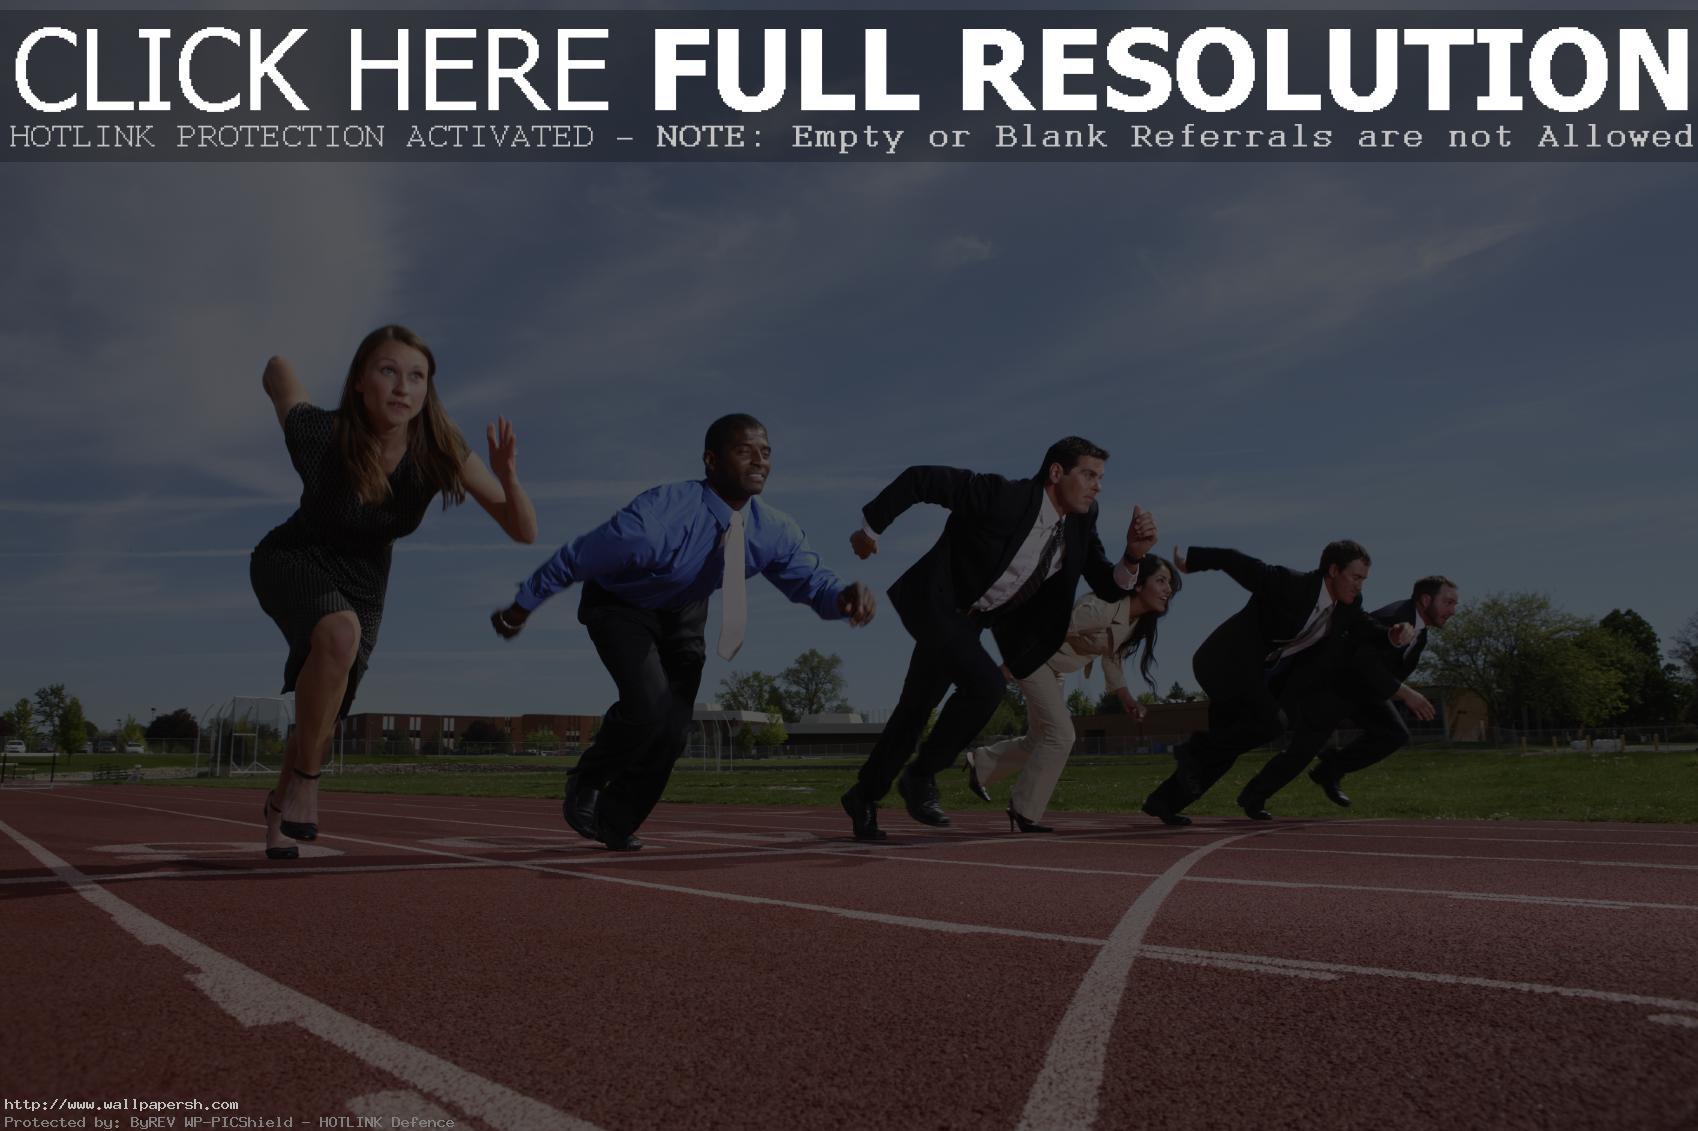 CLICK HERE FULL RESOLUTION
HOTLINK PROTECTION ACTIVATED – NOTE: Empty or Blank Referrals are not Allowed
http://www.wallpapersh.com
Protected by: ByREV WP-PICShield – HOTLINK Defence